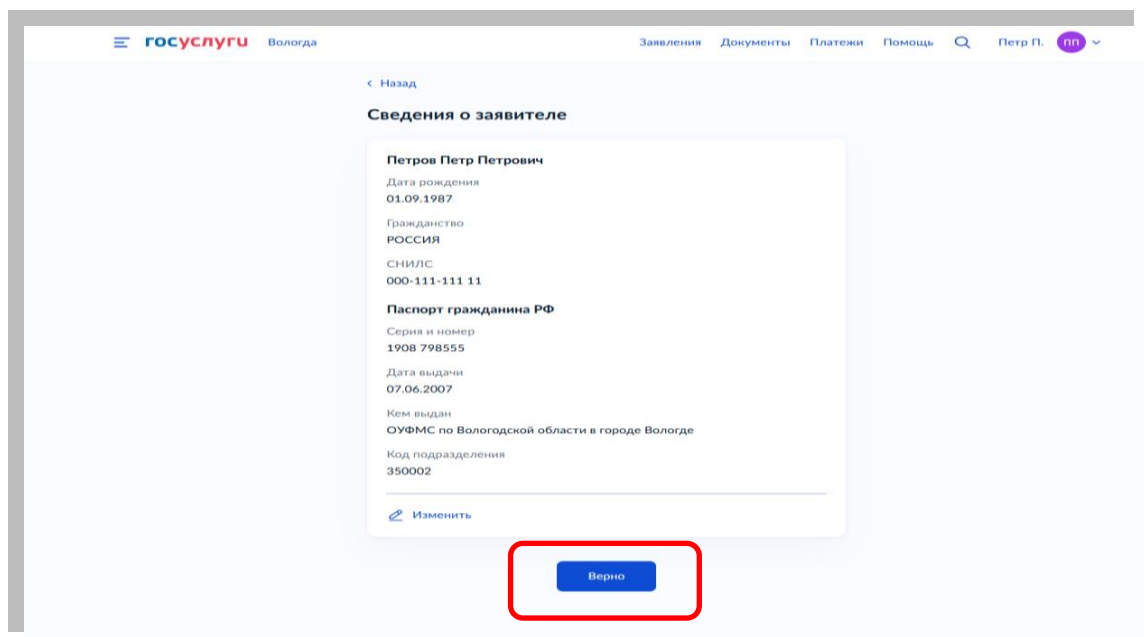 госуслуги Вологда Заявления Документы Платежи Помощь Петр П. ПП
Назад
Сведения о заявителе
Петров Петр Петрович
Дата рождения
01.09.1987
Гражданство
РОССИЯ
СНИЛС
000-111-111 11
Паспорт гражданина РФ
Серия и номер
1908 798555
Дата выдачи
07.06.2007
Кем выдан
ОУФМС по Вологодской области в городе Вологде
Код подразделения
350002
Изменить
Верно